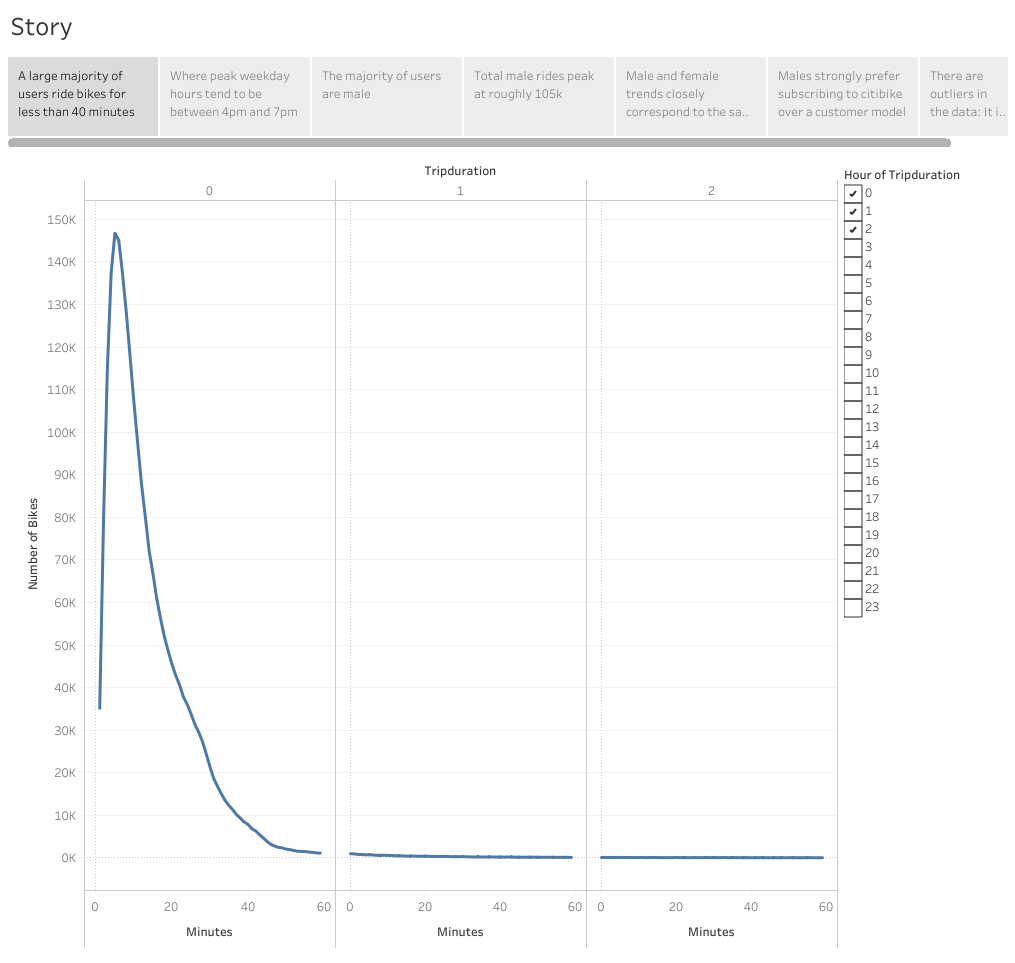 Story
A large majority of
users ride bikes for
less than 40 minutes
Where peak weekday
hours tend to be
between 4pm and 7pm
The majority of users
are male
Total male rides peak
at roughly 105k
Male and female
trends closely
correspond to the sa..
Males strongly prefer
subscribing to citibike
over a customer model
There are
outliers in
the data: It i..
Tripduration
0 1 2
150K
140K
130K
120K
110K
100K
90K
80K
70K
60K
50K
40K
30K
20K
10K
0K
Number of Bikes
0 20 40 60 0 20 40 60 0 20 40 60
Minutes Minutes Minutes
Hour of Tripduration
0
1
2
3
4
5
6
7
8
9
10
11
12
13
14
15
16
17
18
19
20
21
22
23